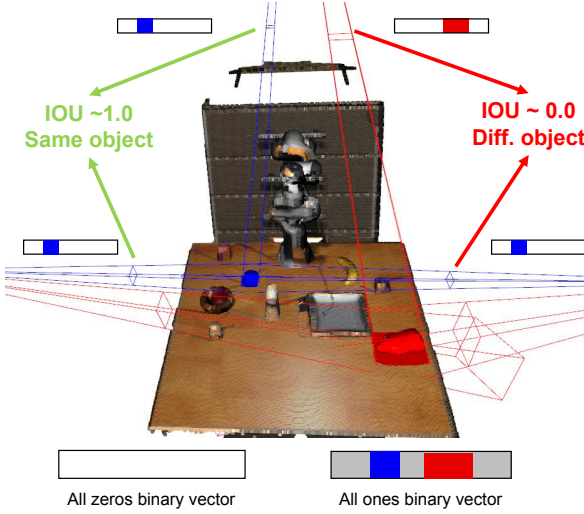 IOU ~1.0
Same object
IOU ~ 0.0
Diff. object
All zeros binary vector
All ones binary vector